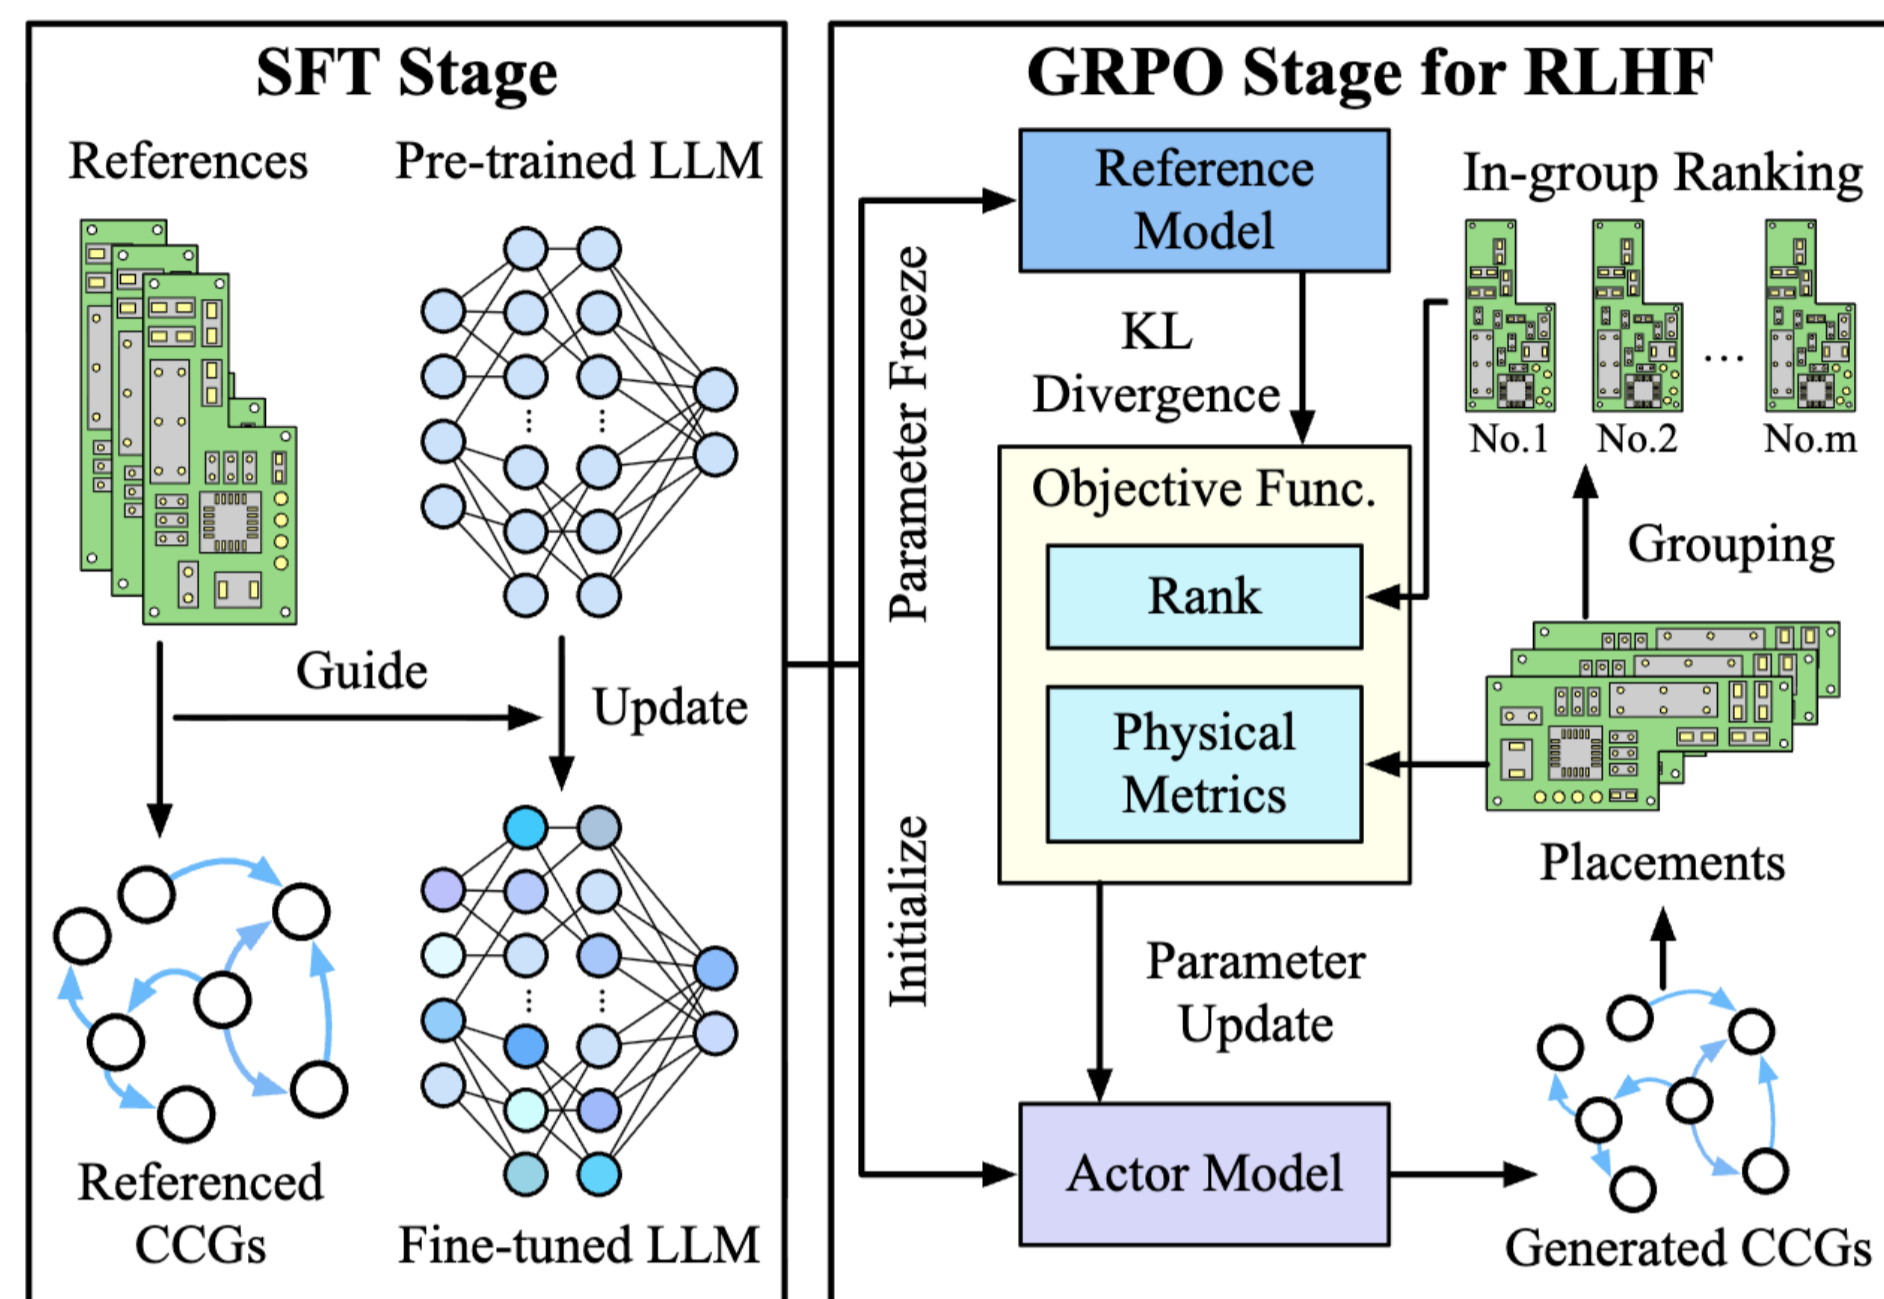 SFT Stage
References
Pre-trained LLM
Guide
Update
Referenced
CCGs
Fine-tuned LLM
GRPO Stage for RLHF
Parameter Freeze
Initialize
Reference
Model
KL
Divergence
Objective Func.
Rank
Physical
Metrics
Parameter
Update
Actor Model
In-group Ranking
...
No.1
No.2
No.m
Grouping
Placements
Generated CCGs